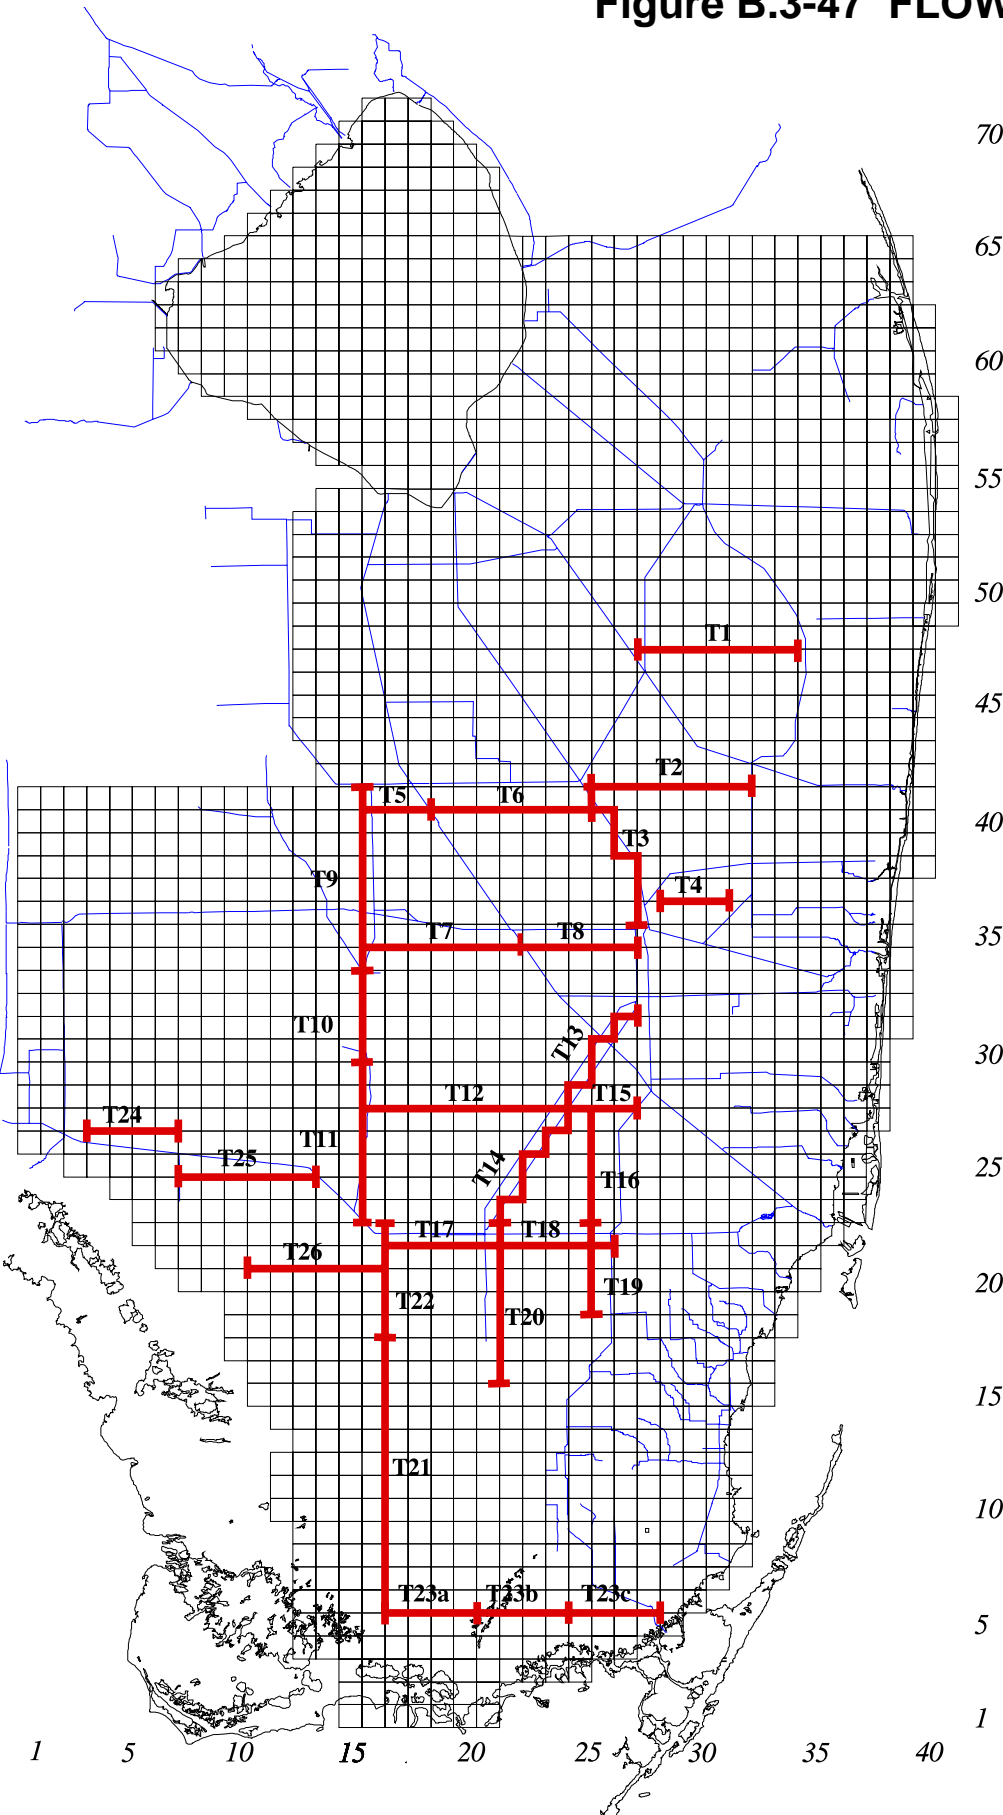 Figure B.3-47 FLOW
70
65
60
55
50
T1
45
T2
T5 T6
40
T3
T9
T4
35
T7 T8
T10
T13
30
T12 T15
T24
T11
T25
T14
25
T16
T17 T18
T26
T22
T19
20
T20
15
T21
10
T23a T23b T23c
5
1
1 5 10 15 20 25 30 35 40